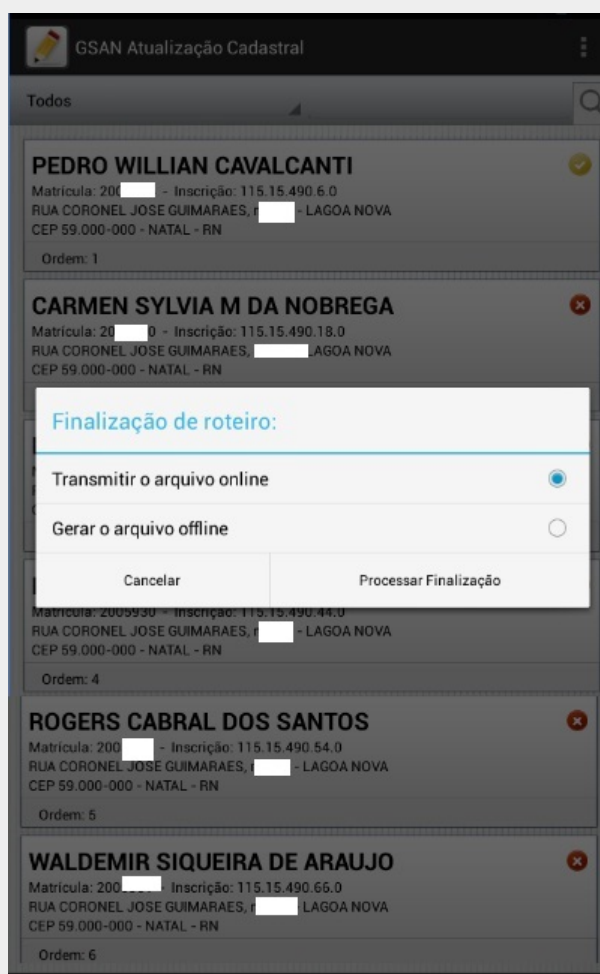 GSAN Atualização Cadastral
Todos
PEDRO WILLIAN CAVALCANTI
Matrícula: 200 - Inscrição: 115.15.490.6.0
RUA CORONEL JOSE GUIMARAES, - LAGOA NOVA
CEP 59.000-000 - NATAL - RN
Ordem: 1
CARMEN SYLVIA M DA NOBREGA
Matrícula: 20 0 - Inscrição: 115.15.490.18.0
RUA CORONEL JOSE GUIMARAES, LAGOA NOVA
CEP 59.000-000 - NATAL - RN
Finalização de roteiro:
Transmitir o arquivo online
Gerar o arquivo offline
Cancelar Processar Finalização
Matrícula: 2005930 - Inscrição: 115.15.490.44.0
RUA CORONEL JOSE GUIMARAES, - LAGOA NOVA
CEP 59.000-000 - NATAL - RN
Ordem: 4
ROGERS CABRAL DOS SANTOS
Matrícula: 200 - Inscrição: 115.15.490.54.0
RUA CORONEL JOSE GUIMARAES, - LAGOA NOVA
CEP 59.000-000 - NATAL - RN
Ordem: 5
WALDEMIR SIQUEIRA DE ARAUJO
Matrícula: 200 - Inscrição: 115.15.490.66.0
RUA CORONEL JOSE GUIMARAES, LAGOA NOVA
CEP 59.000-000 - NATAL - RN
Ordem: 6